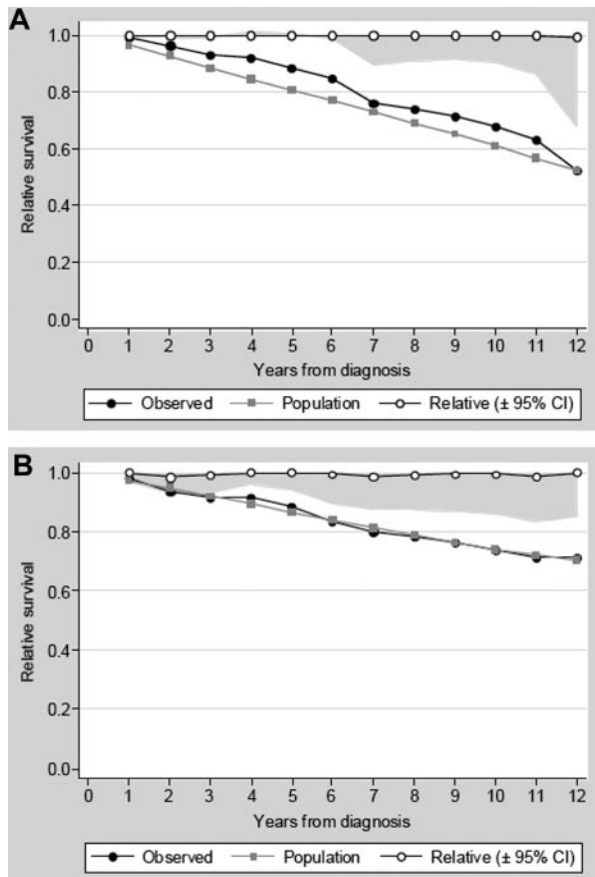 A
Relative survival
1.0
0.8
0.6
0.4
0.2
0.0
0 1 2 3 4 5 6 7 8 9 10 11 12
Years from diagnosis
Observed Population Relative (± 95% CI)
B
Relative survival
1.0
0.8
0.6
0.4
0.2
0.0
0 1 2 3 4 5 6 7 8 9 10 11 12
Years from diagnosis
Observed Population Relative (± 95% CI)